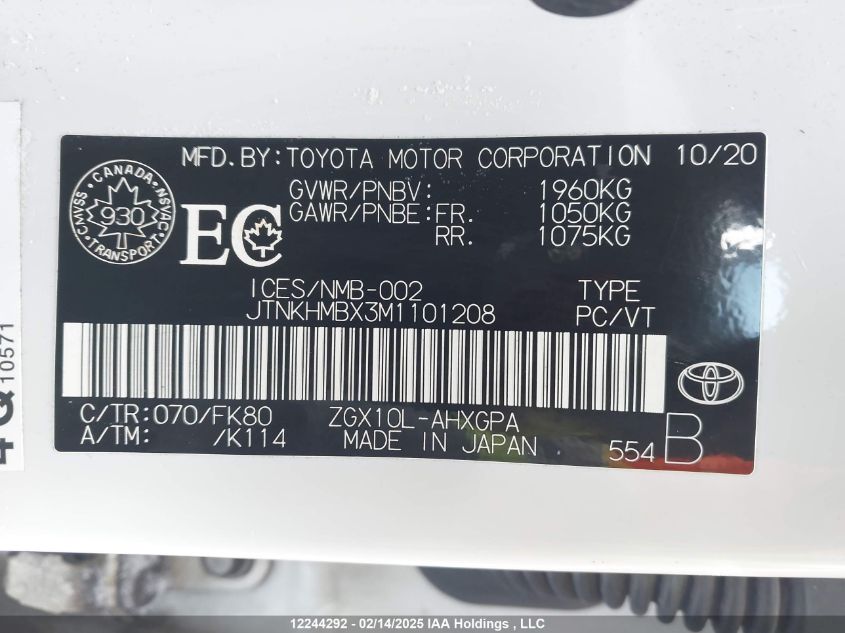 MFD.BY:TOYOTA MOTOR CORPORATION 10/20
CMVSS · CANADA · NSVAC · TRANSPORT ·
930
EC
GVWR/PNBV: 1960KG
GAWR/PNBE: FR. 1050KG
RR. 1075KG
ICES/NMB-002 TYPE
JTNKHMBX3M1101208 PC/VT
C/TR:070/FK80 ZGX10L-AHXGPA
A/TM: /K114 MADE IN JAPAN 554 B
10571
12244292 - 02/14/2025 IAA Holdings , LLC